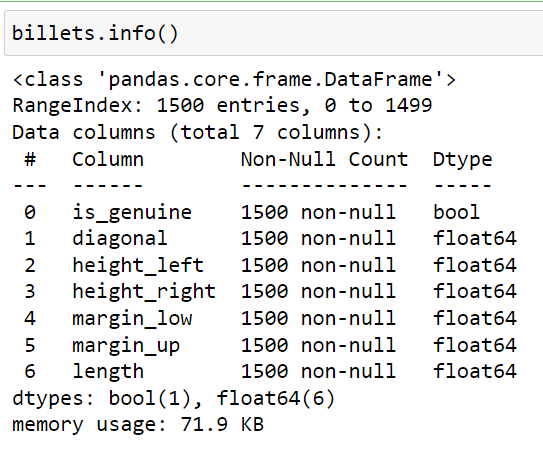 billets.info()
<class 'pandas.core.frame.DataFrame'>
RangeIndex: 1500 entries, 0 to 1499
Data columns (total 7 columns):
 #   Column        Non-Null Count  Dtype
---  ------        --------------  -----
 0   is_genuine    1500 non-null   bool
 1   diagonal      1500 non-null   float64
 2   height_left   1500 non-null   float64
 3   height_right  1500 non-null   float64
 4   margin_low    1500 non-null   float64
 5   margin_up     1500 non-null   float64
 6   length        1500 non-null   float64
dtypes: bool(1), float64(6)
memory usage: 71.9 KB